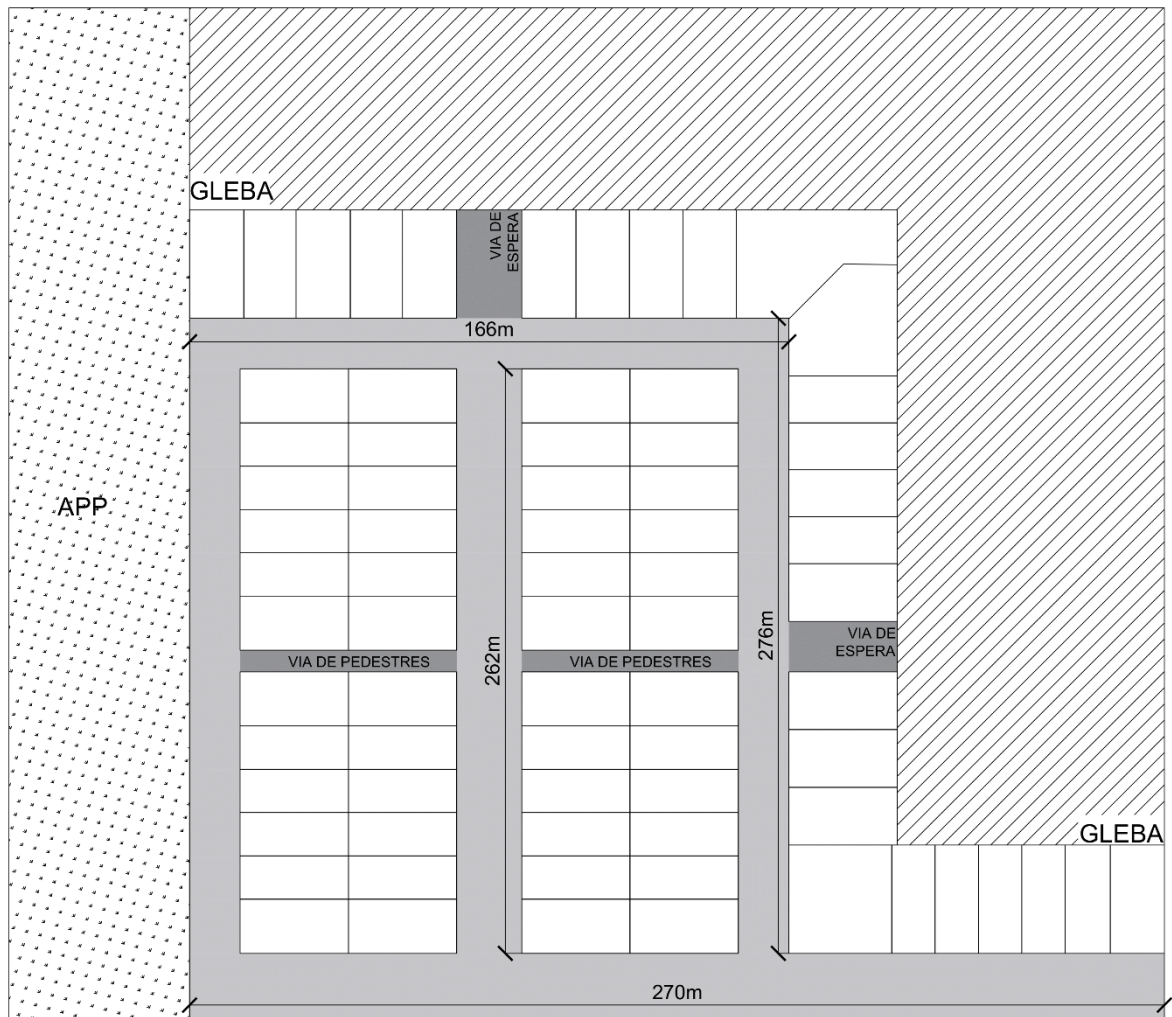 GLEBA
VIA DE
ESPERA
166m
APP
262m
276m
VIA DE
ESPERA
VIA DE PEDESTRES
VIA DE PEDESTRES
GLEBA
270m